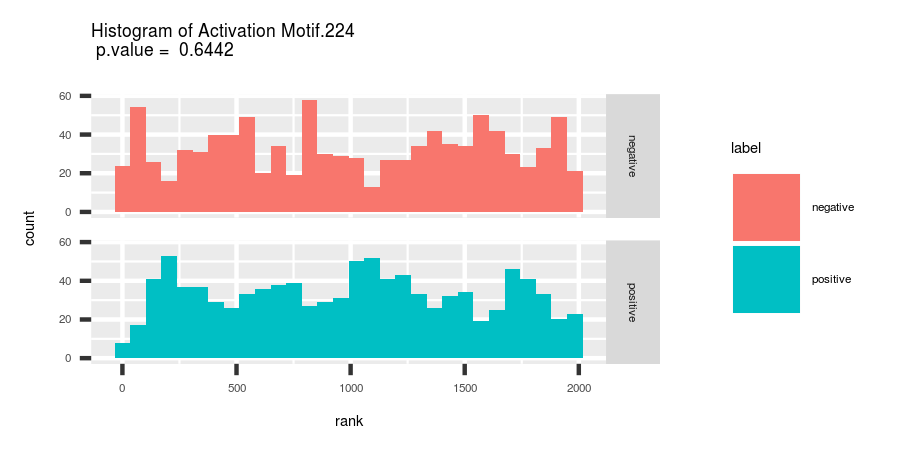 Histogram of Activation Motif.224
p.value = 0.6442
count
60
40
20
0
negative
60
40
20
0
positive
0 500 1000 1500 2000
rank
label
negative
positive